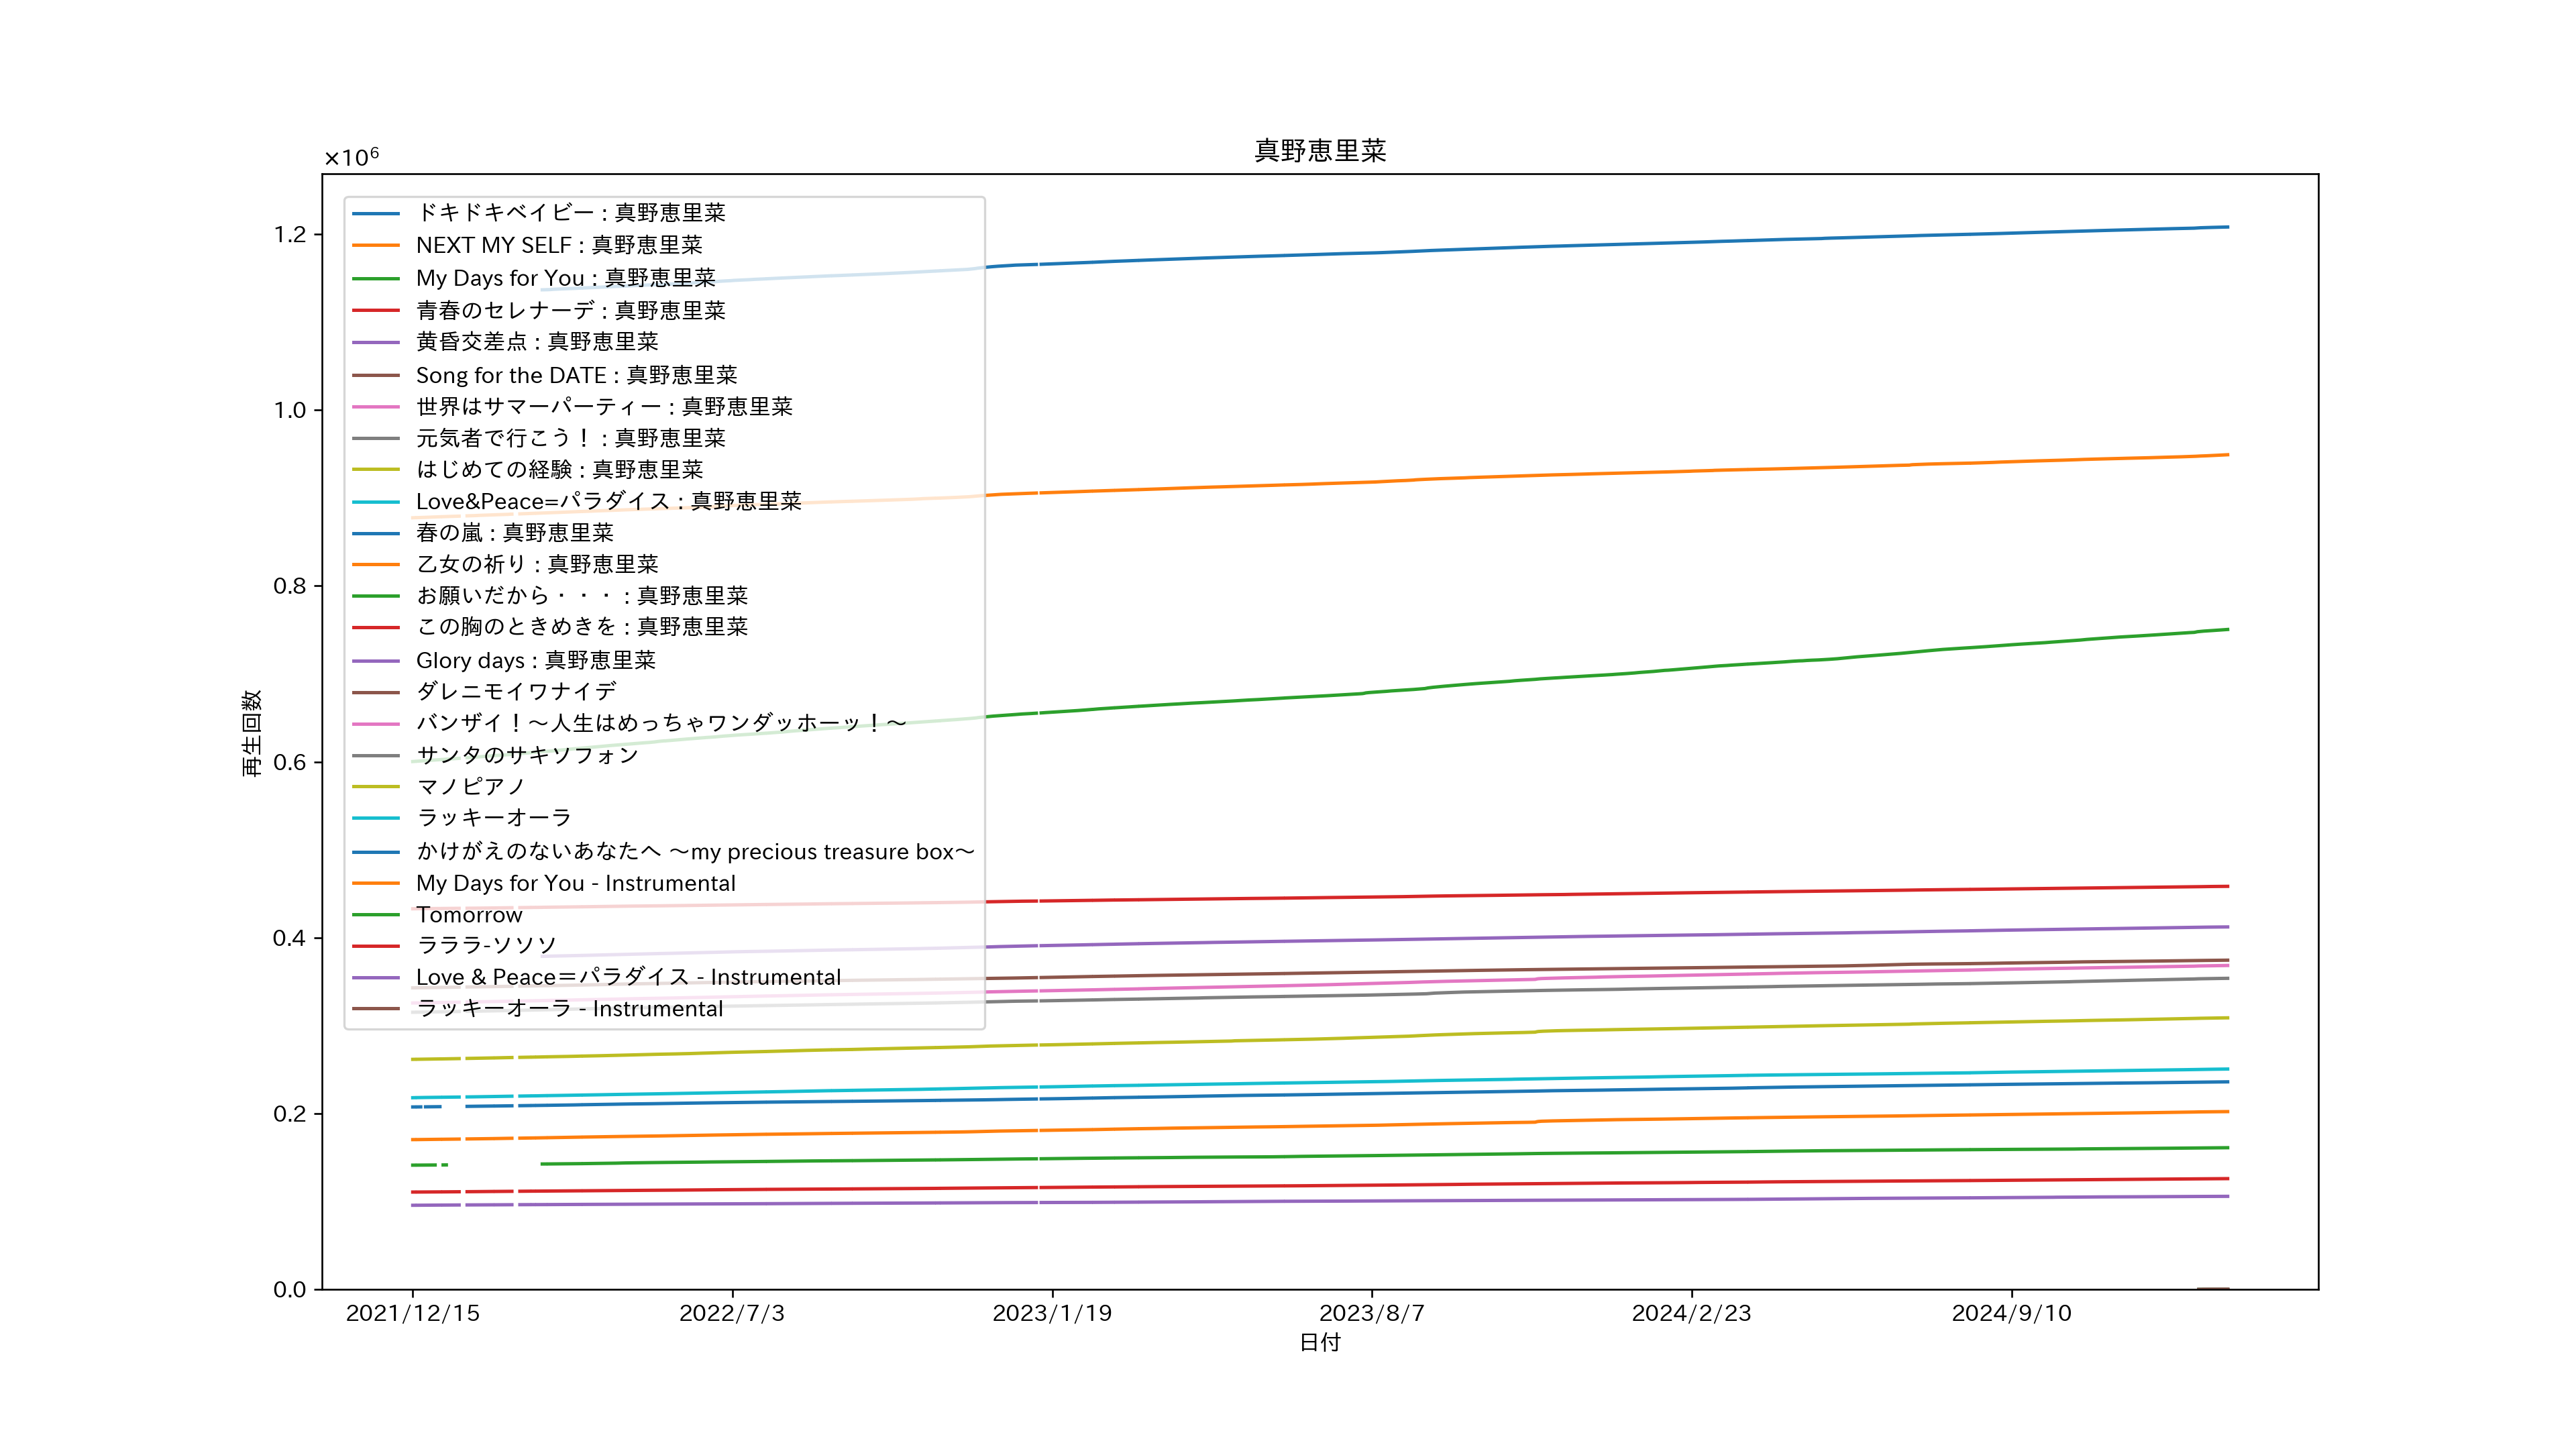 真野恵里菜
×10⁶
1.2
1.0
0.8
0.6
0.4
0.2
0.0
再生回数
ドキドキベイビー : 真野恵里菜
NEXT MY SELF : 真野恵里菜
My Days for You : 真野恵里菜
青春のセレナーデ : 真野恵里菜
黄昏交差点 : 真野恵里菜
Song for the DATE : 真野恵里菜
世界はサマーパーティー : 真野恵里菜
元気者で行こう！ : 真野恵里菜
はじめての経験 : 真野恵里菜
Love&Peace=パラダイス : 真野恵里菜
春の嵐 : 真野恵里菜
乙女の祈り : 真野恵里菜
お願いだから・・・ : 真野恵里菜
この胸のときめきを : 真野恵里菜
Glory days : 真野恵里菜
ダレニモイワナイデ
バンザイ！～人生はめっちゃワンダッホーッ！～
サンタのサキソフォン
マノピアノ
ラッキーオーラ
かけがえのないあなたへ ～my precious treasure box～
My Days for You - Instrumental
Tomorrow
ラララ-ソソソ
Love & Peace＝パラダイス - Instrumental
ラッキーオーラ - Instrumental
2021/12/15 2022/7/3 2023/1/19 2023/8/7 2024/2/23 2024/9/10
日付